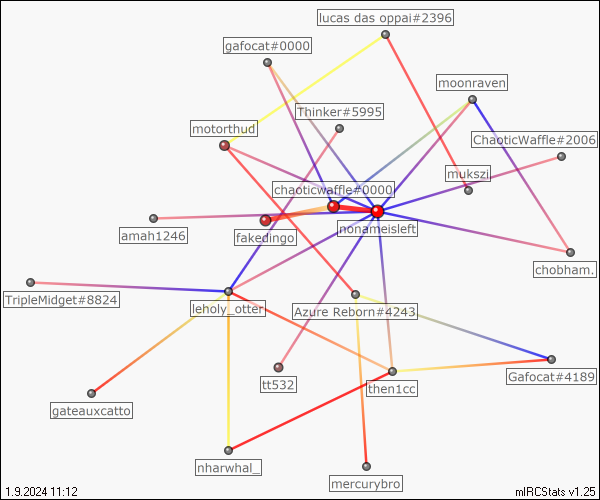 lucas das oppai#2396
gafocat#0000
moonraven
Thinker#5995
motorthud
ChaoticWaffle#2006
mukszi
chaoticwaffle#0000
nonameisleft
amah1246
fakedingo
chobham.
TripleMidget#8824
leholy_otter
Azure Reborn#4243
tt532
then1cc
Gafocat#4189
gateauxcatto
nharwhal_
mercurybro
1.9.2024 11:12
mIRCStats v1.25